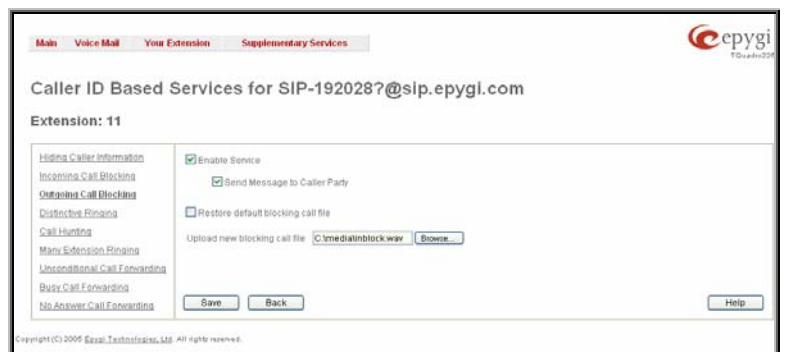 Main Voice Mail Your Extension Supplementary Services
epygi
Caller ID Based Services for SIP-192028?@sip.epygi.com
Extension: 11
Hiding Caller Information
Incoming Call Blocking
Outgoing Call Blocking
Distinctive Ringing
Call Hunting
Many Extension Ringing
Unconditional Call Forwarding
Busy Call Forwarding
No Answer Call Forwarding
Enable Service
Send Message to Caller Party
Restore default blocking call file
Upload new blocking call file C:\media\inblock.wav Browse...
Save Back Help
Copyright (C) 2005 Epygi Technologies, Ltd. All rights reserved.